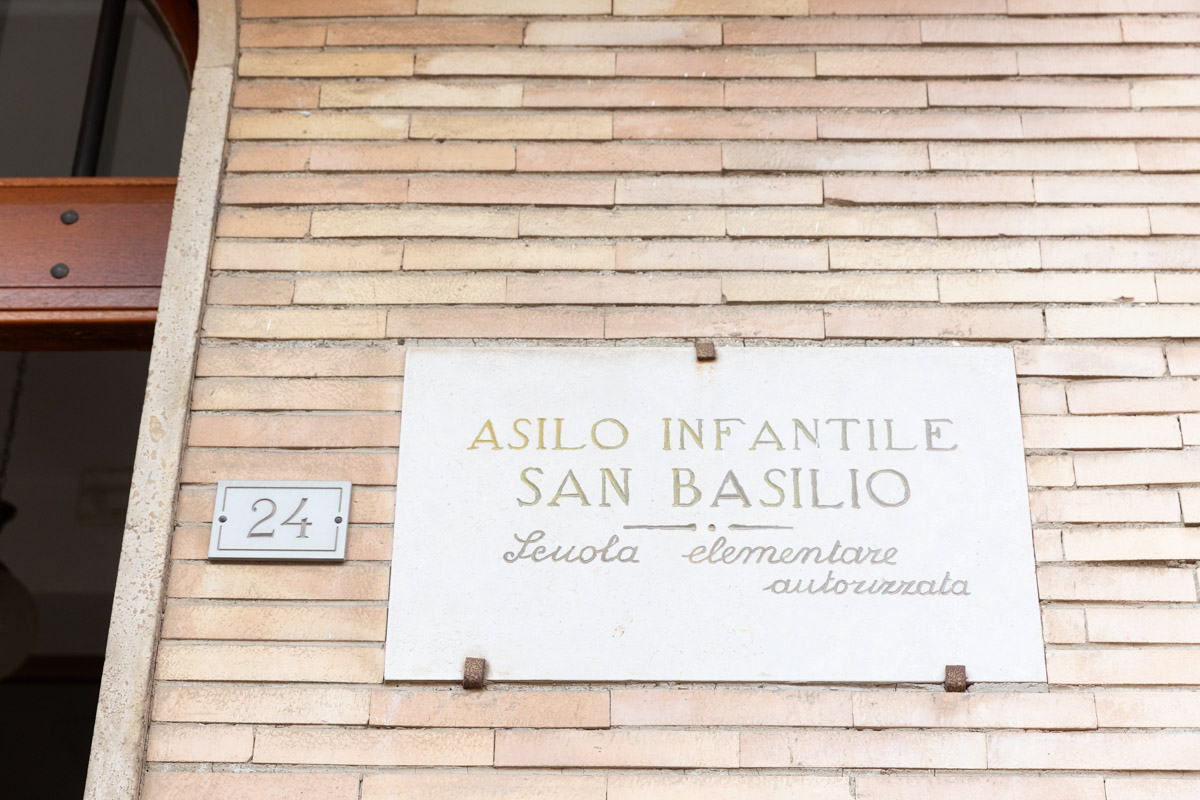 24
ASILO INFANTILE
SAN BASILIO
Scuola elementare
autorizzata